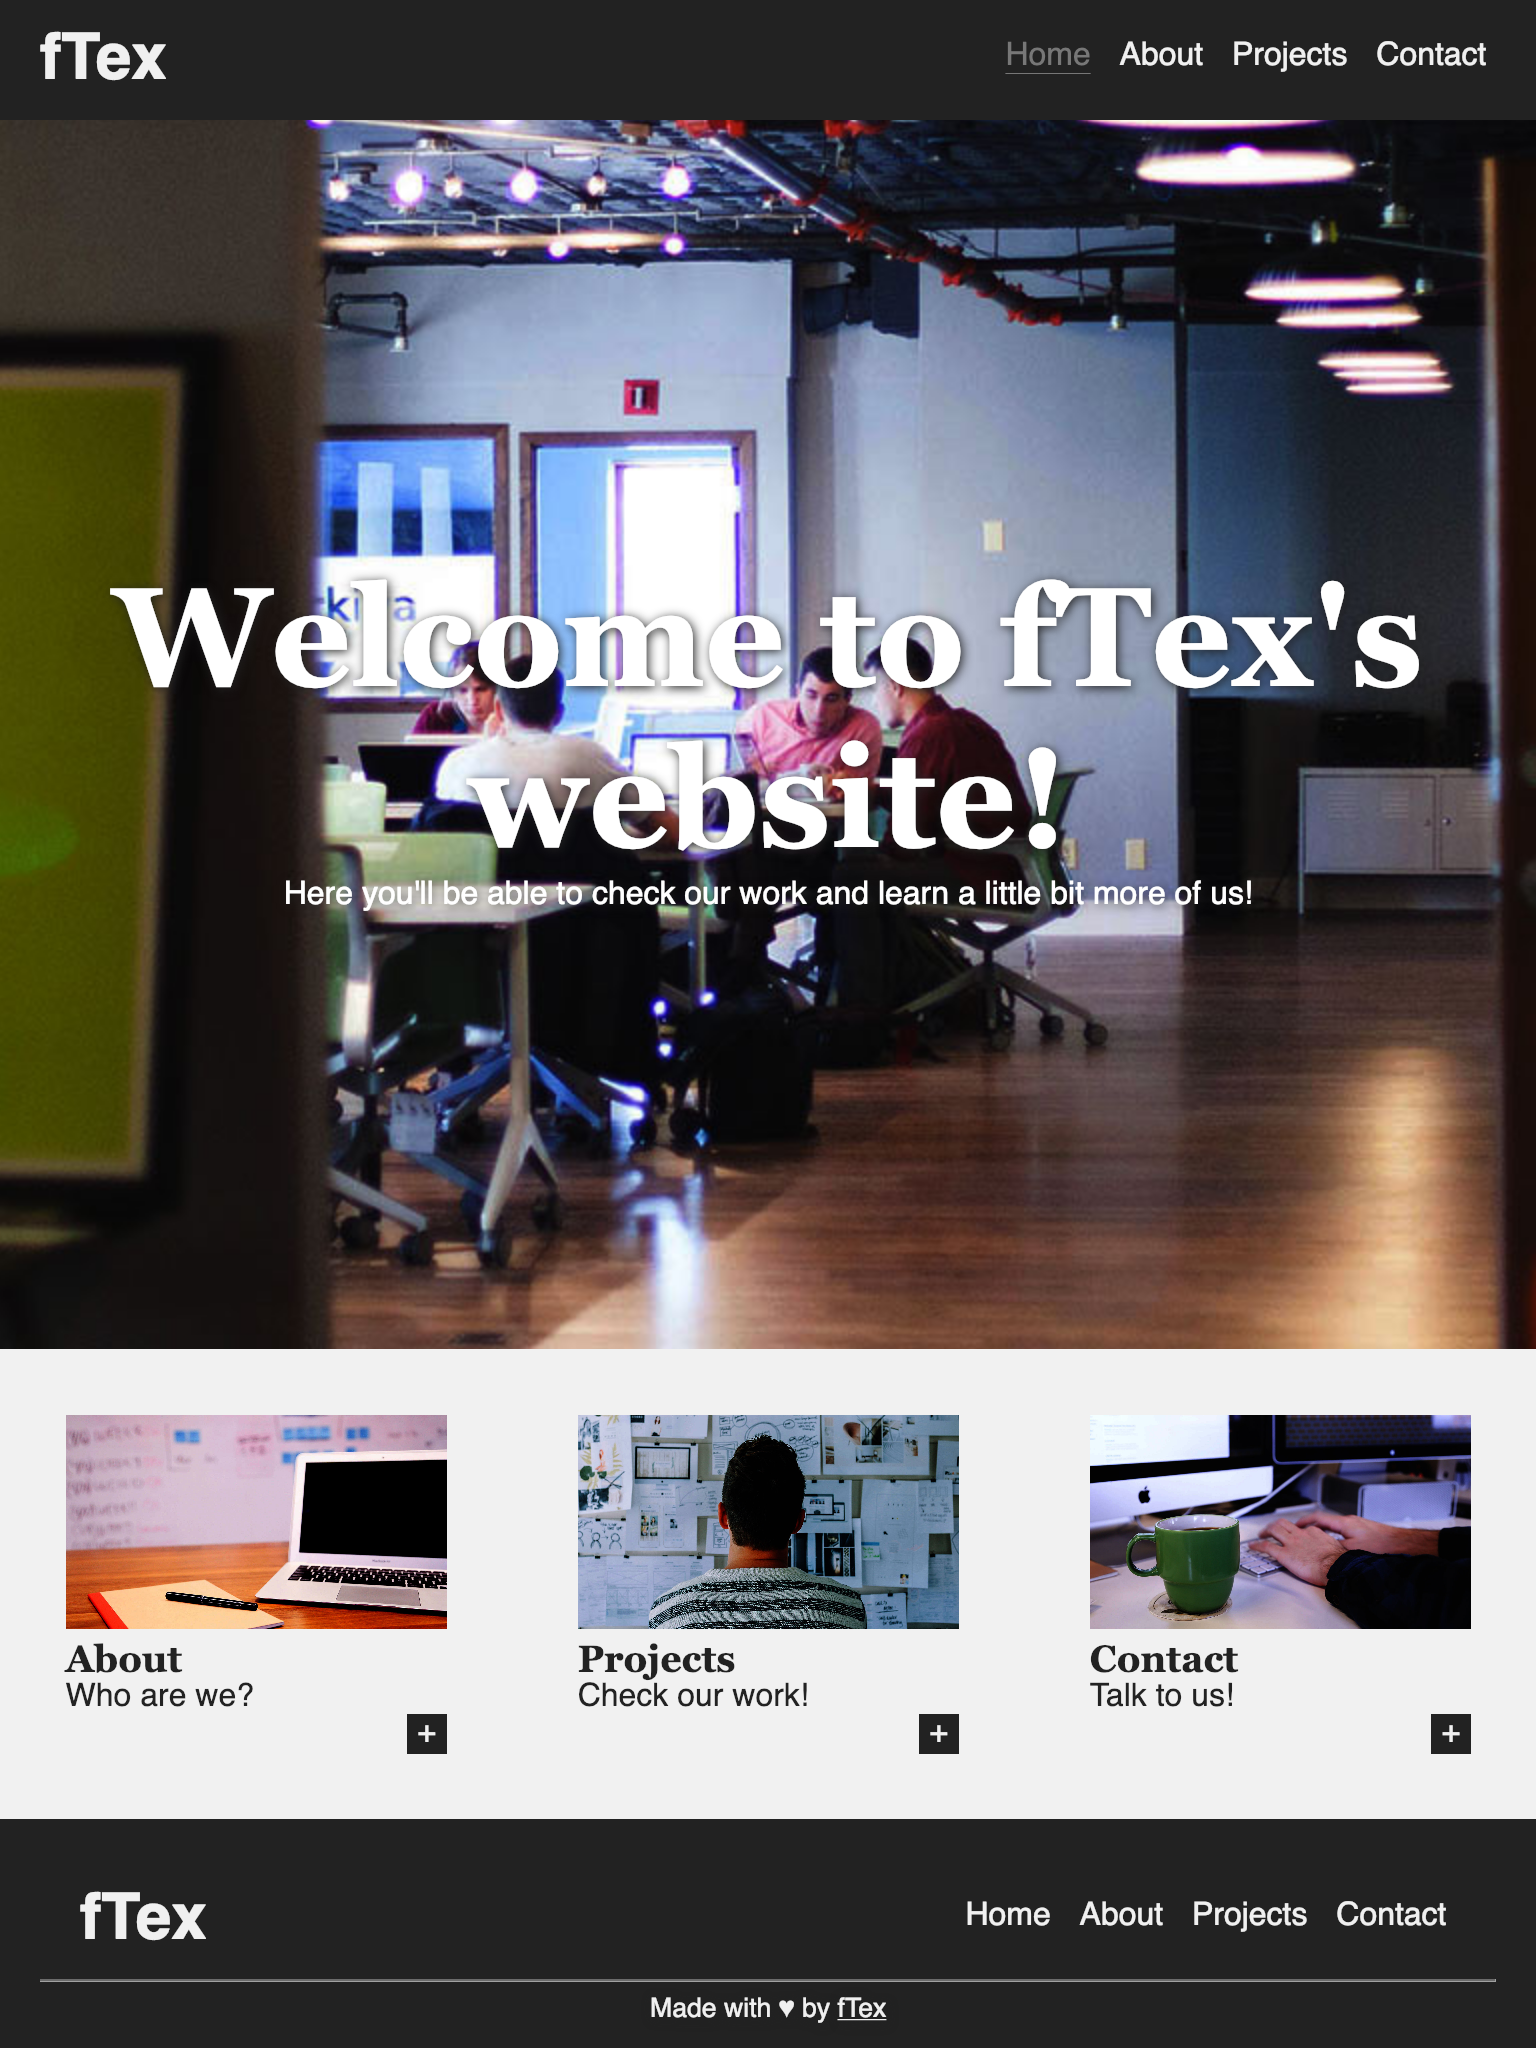 fTex
Home About Projects Contact
Welcome to fTex's
website!
Here you'll be able to check our work and learn a little bit more of us!
About
Who are we?
+
Projects
Check our work!
+
Contact
Talk to us!
+
fTex
Home About Projects Contact
Made with ♥ by fTex